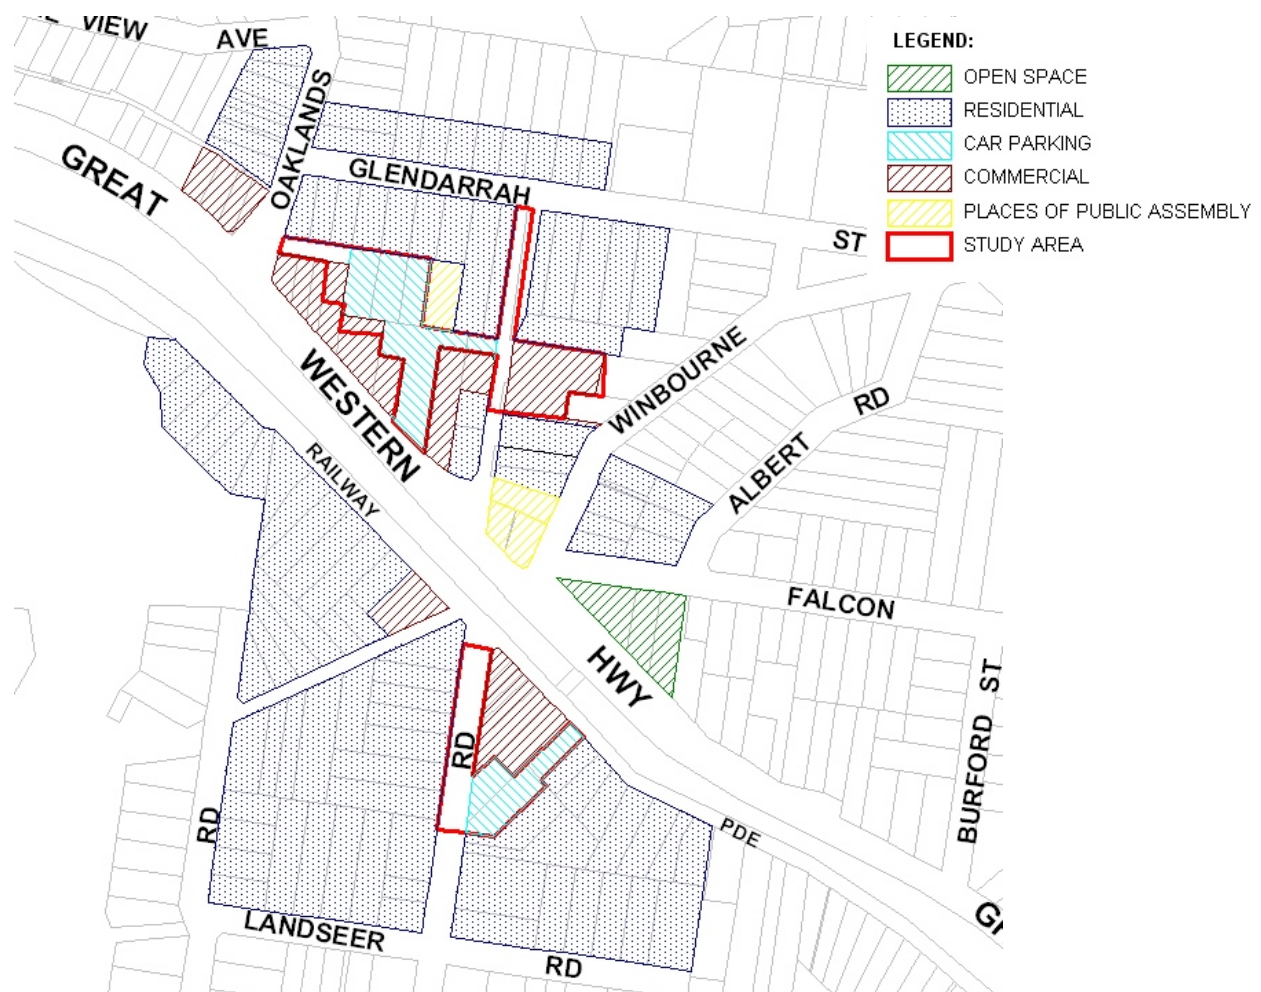 VIEW
AVE
LEGEND:
OPEN SPACE
RESIDENTIAL
CAR PARKING
COMMERCIAL
PLACES OF PUBLIC ASSEMBLY
STUDY AREA
OAKLANDS
GREAT
GLENDARRAH
ST
WESTERN
WINBOURNE
RD
ALBERT
RAILWAY
FALCON
HWY
BURFORD ST
RD
RD
PDE
LANDSEER
RD